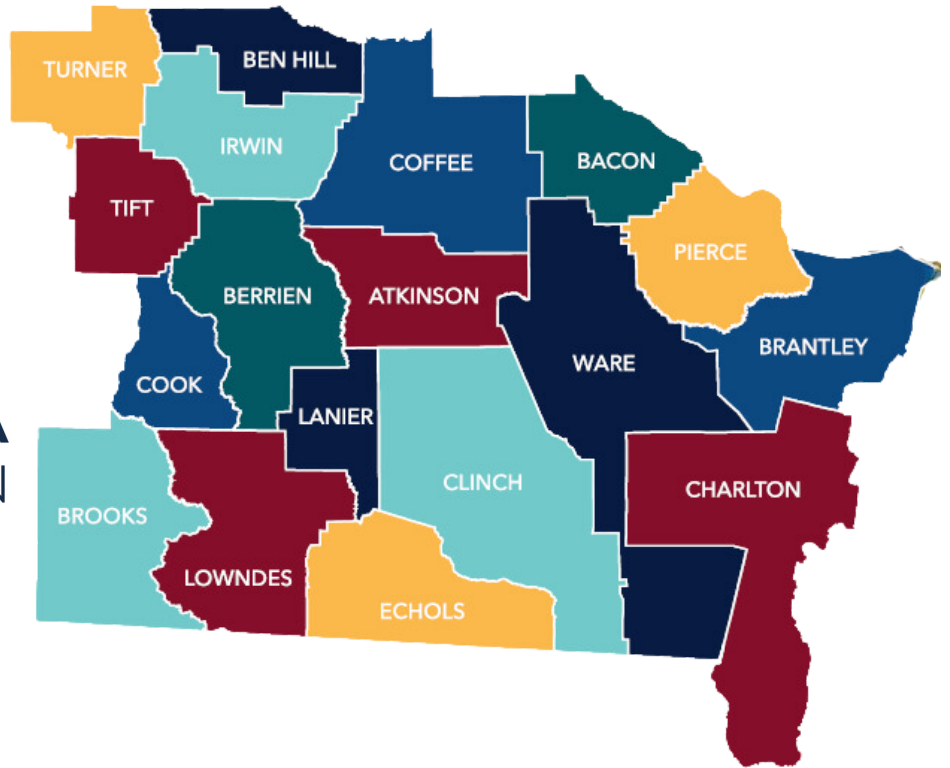 TURNER
BEN HILL
IRWIN
COFFEE
BACON
TIFT
PIERCE
BERRIEN
ATKINSON
BRANTLEY
WARE
COOK
LANIER
A
CLINCH
CHARLTON
N
BROOKS
LOWNDES
ECHOLS